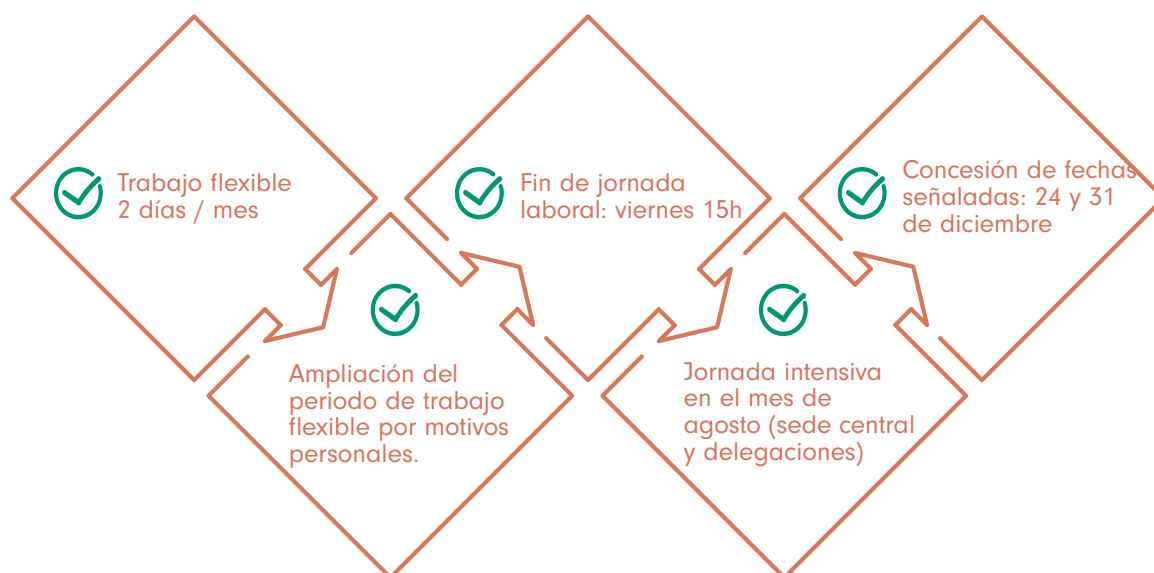 Trabajo flexible
2 días / mes
Ampliación del
periodo de trabajo
flexible por motivos
personales.
Fin de jornada
laboral: viernes 15h
Jornada intensiva
en el mes de
agosto (sede central
y delegaciones)
Concesión de fechas
señaladas: 24 y 31
de diciembre